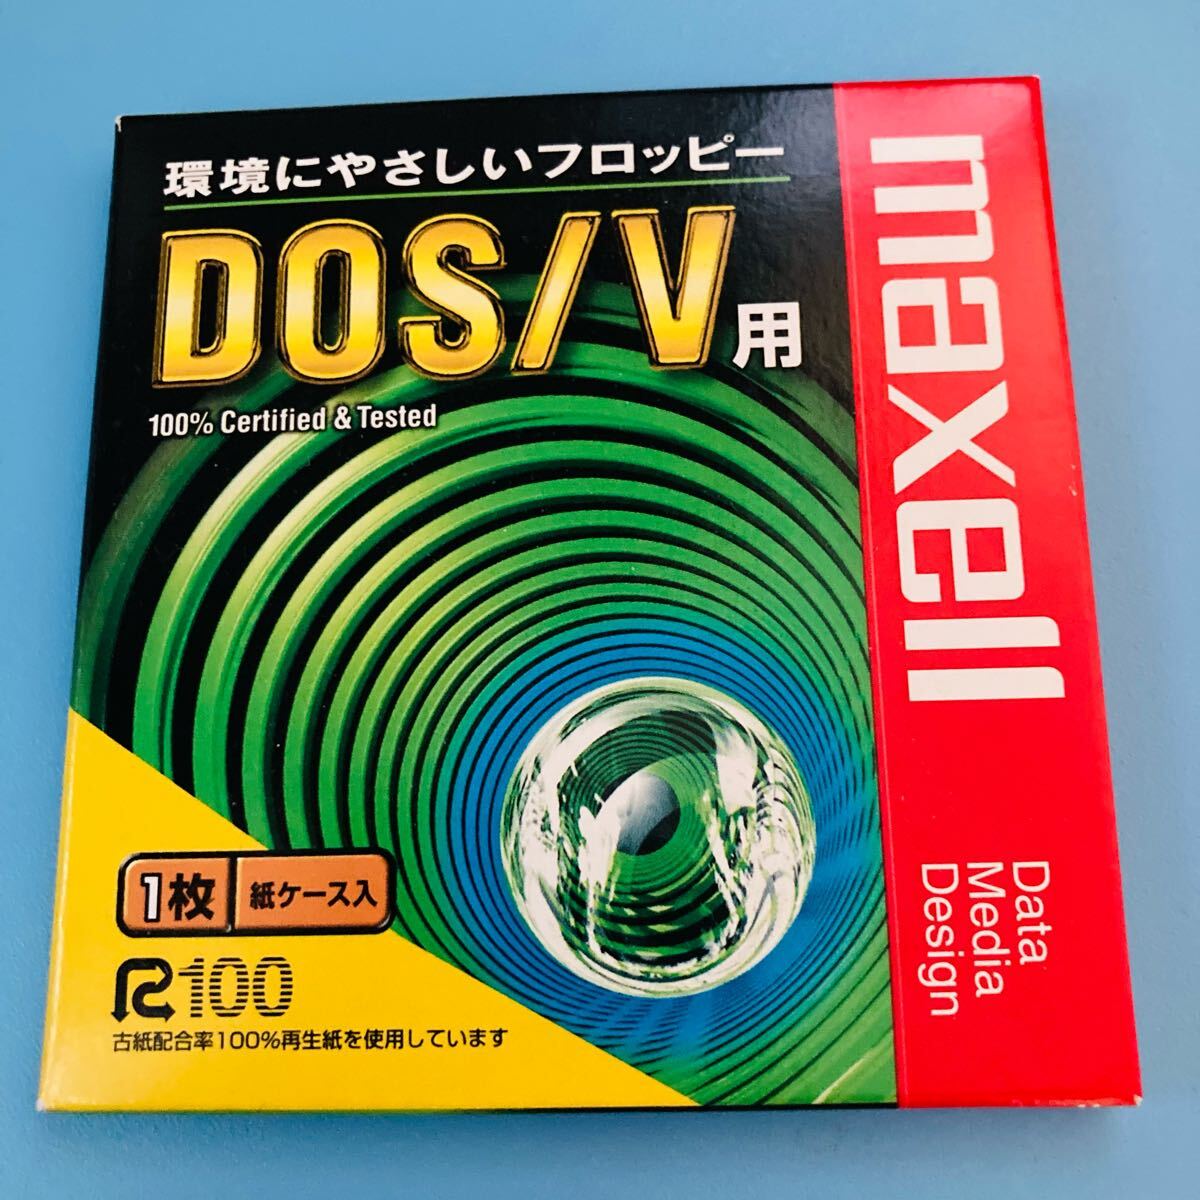 環境にやさしいフロッピー
DOS/V用
100% Certified & Tested
maxell
Data
Media
Design
1枚 紙ケース入
R100
古紙配合率100%再生紙を使用しています